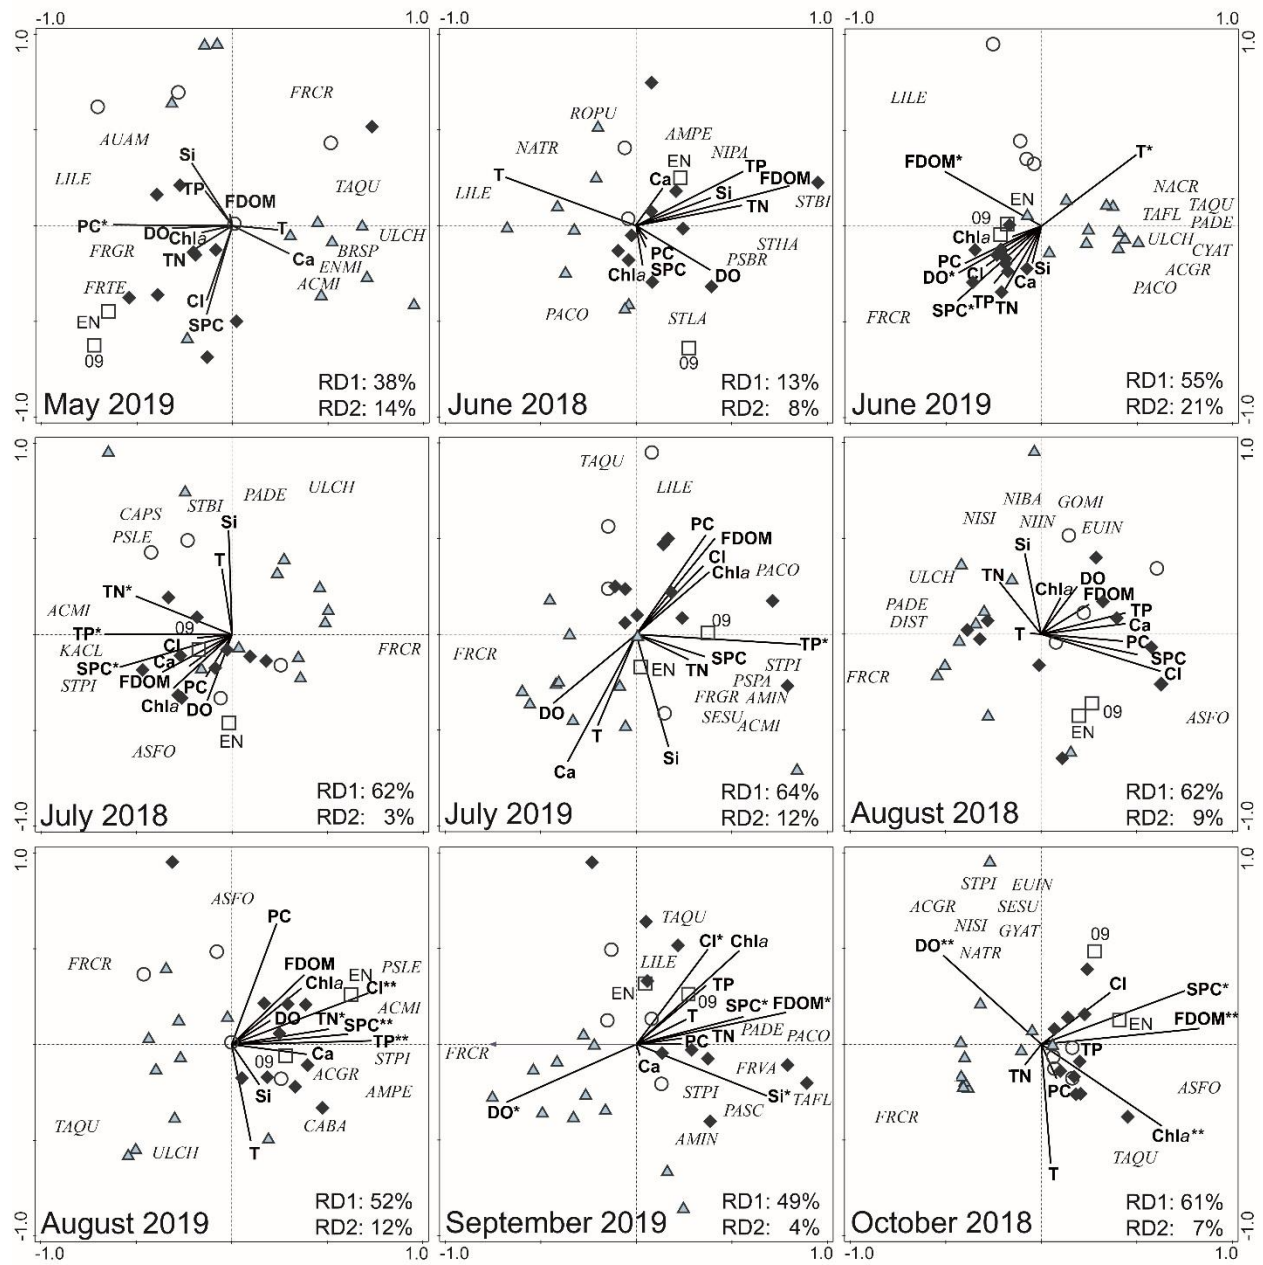 -1.0 1.0 -1.0 -1.0 1.0
1.0
FRCR
AUAM
Si
LILE
TP
FDOM
TAQU
PC*
DO
Chla
T
ULCH
FRGR
TN
BRSP
Ca
ENMI
ACMI
FRTE
Cl
SPC
EN
09
RD1: 38%
May 2019
RD2: 14%
ROPU
NATR
AMPE
EN
NIPA
TP
T
Ca
FDOM
LILE
Si
STBI
TN
STHA
PC
PSBR
Chla
SPC
DO
PACO
STLA
09
RD1: 13%
June 2018
RD2: 8%
1.0
LILE
T*
FDOM*
NACR
EN
TAQU
09
TAFL
PADE
Chla
ULCH
CYAT
PC
DO*
Cl
Si
ACGR
Ca
PACO
SPC*
TP
TN
FRCR
RD1: 55%
June 2019
RD2: 21%
-1.0
-1.0
1.0
ULCH
PADE
STBI
CAPS
Si
PSLE
T
TN*
ACMI
09
TP*
Cl
KACL
FRCR
SPC*
Ca
STPI
FDOM
PC
Chla
DO
EN
ASFO
RD1: 62%
July 2018
RD2: 3%
TAQU
LILE
PC
FDOM
Cl
Chla
PACO
09
TP*
FRCR
SPC
EN
TN
STPI
PSPA
FRGR
AMIN
DO
SESU
ACMI
T
Si
Ca
RD1: 64%
July 2019
RD2: 12%
1.0
NIBA
GOMI
NISI
NIIN
EUIN
Si
TN
DO
ULCH
Chla
FDOM
PADE
TP
DIST
Ca
T
PC
SPC
FRCR
Cl
09
ASFO
EN
RD1: 62%
August 2018
RD2: 9%
-1.0
-1.0
1.0
ASFO
PC
FRCR
FDOM
PSLE
EN
Chla
Cl**
ACMI
DO
TN*
SPC**
TP**
09
Ca
STPI
ACGR
Si
AMPE
CABA
TAQU
T
ULCH
RD1: 52%
August 2019
RD2: 12%
-1.0
TAQU
Cl*
Chla
LILE
EN
TP
09
SPC*
FDOM*
T
TN
PADE
PACO
PC
FRCR
Ca
FRVA
STPI
Si*
TAFL
DO*
PASC
AMIN
RD1: 49%
September 2019
RD2: 4%
1.0
STPI
EUIN
ACGR
SESU
NISI
GYAT
09
DO**
NATR
Cl
SPC*
EN
FDOM**
TP
TN
PC
ASFO
FRCR
Chla**
TAQU
T
RD1: 61%
October 2018
RD2: 7%
-1.0
-1.0 1.0 -1.0 1.0 1.0